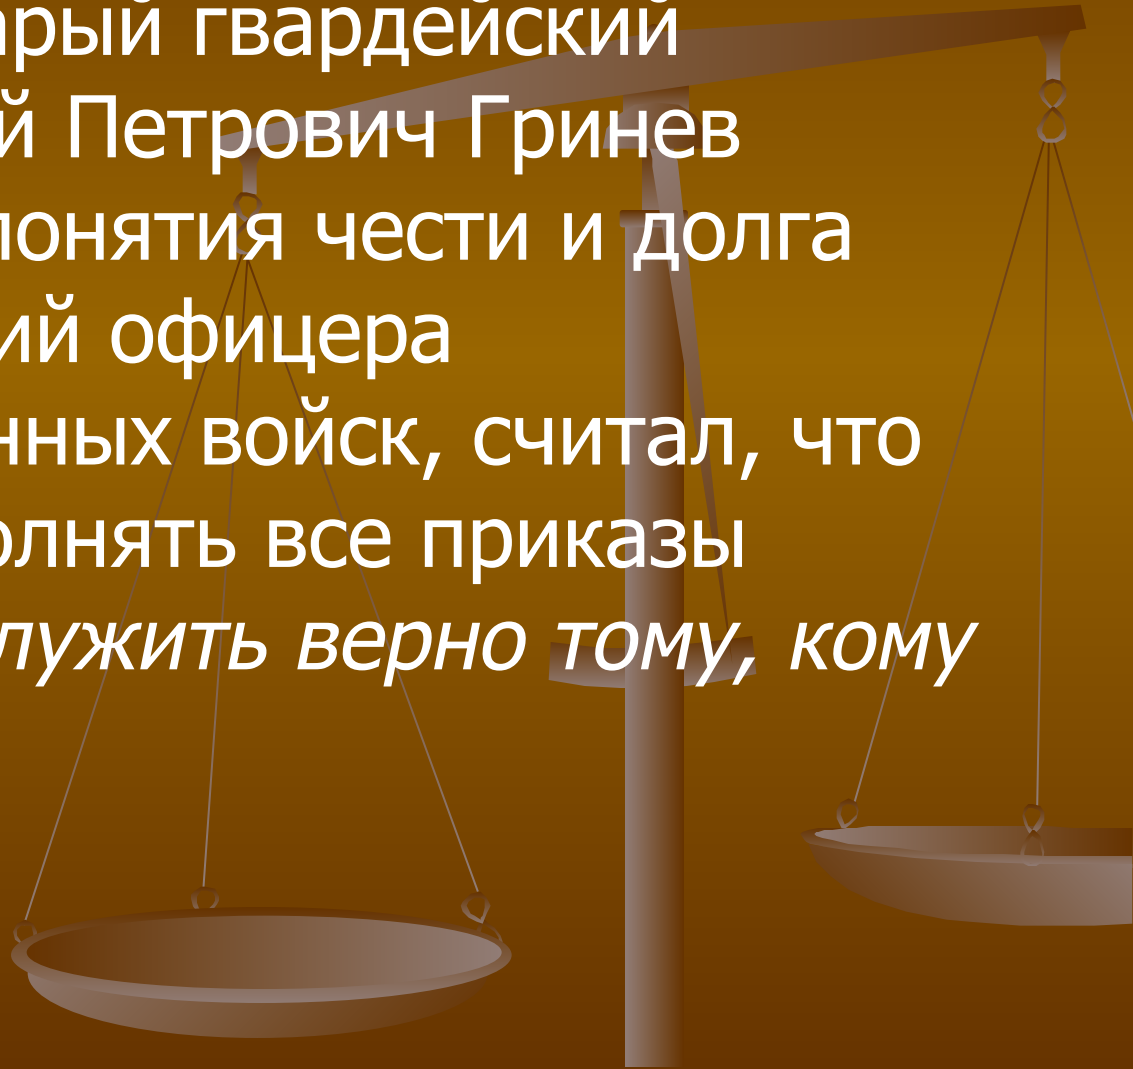 арый гвардейский
й Петрович Гринев
понятия чести и долга
ий офицера
нных войск, считал, что
олнять все приказы
лужить верно тому, кому